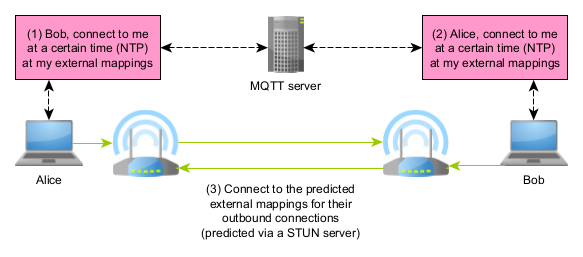 (1) Bob, connect to me
at a certain time (NTP)
at my external mappings
(2) Alice, connect to me
at a certain time (NTP)
at my external mappings
MQTT server
Alice
Bob
(3) Connect to the predicted
external mappings for their
outbound connections
(predicted via a STUN server)